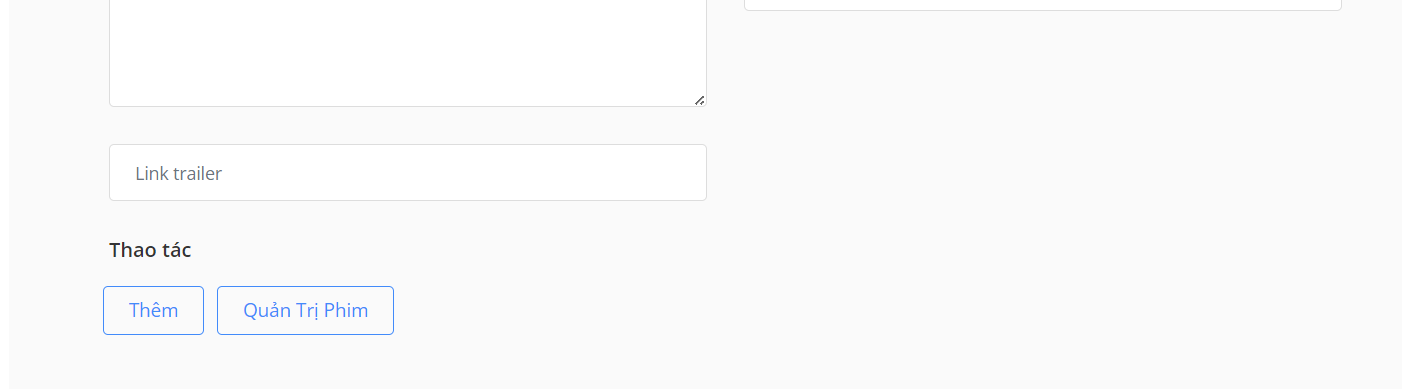 Link trailer
Thao tác
Thêm
Quản Trị Phim